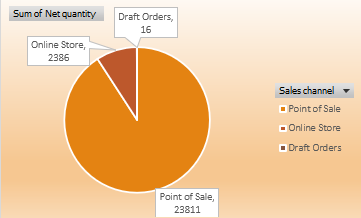 Sum of Net quantity
Draft Orders,
16
Online Store,
2386
Sales channel
Point of Sale
Online Store
Draft Orders
Point of Sale,
23811